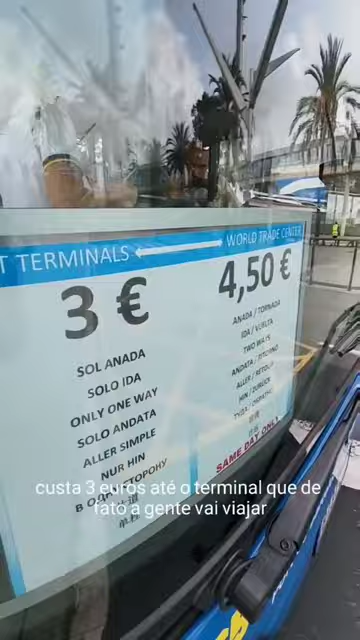 T TERMINALS WORLD TRADE CENTER
3 €
SOL ANADA
SOLO IDA
ONLY ONE WAY
SOLO ANDATA
ALLER SIMPLE
NUR HIN
4,50 €
ANADA / TORNADA
IDA / VUELTA
TWO WAYS
ANDATA / RITORNO
ALLER / RETOUR
HIN / ZURÜCK
SAME DAY ONLY
custa 3 euros até o terminal que de
fato a gente vai viajar